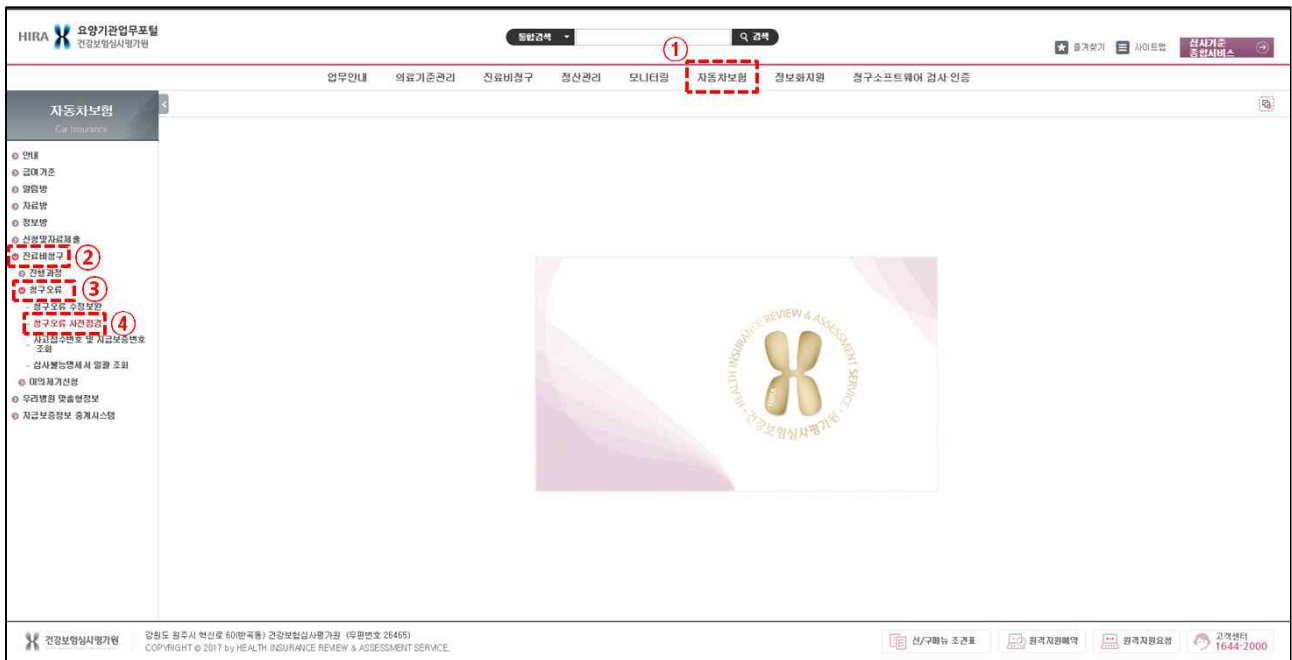 HIRA 요양기관업무포털
건강보험심사평가원
통합검색 검색
즐겨찾기 사이트맵 심사기준
종합서비스
①
업무안내 의료기준관리 진료비청구 정산관리 모니터링 자동차보험 정보화지원 청구소프트웨어 검사·인증
자동차보험
Car Insurance
안내
급여기준
알림방
자료방
정보방
신청및자료제출
진료비청구 ②
진행과정
청구오류 ③
- 청구오류 수정보완
- 청구오류 사전점검 ④
- 사고접수번호 및 지급보증번호
조회
- 심사불능명세서 일괄 조회
이의제기신청
우리병원 맞춤형정보
지급보증정보 중계시스템
HEALTH INSURANCE REVIEW & ASSESSMENT SERVICE
HIRA
건강보험심사평가원
건강보험심사평가원
강원도 원주시 혁신로 60(반곡동) 건강보험심사평가원 (우편번호 26465)
COPYRIGHT © 2017 by HEALTH INSURANCE REVIEW & ASSESSMENT SERVICE.
신/구메뉴 조견표 원격지원예약 원격지원요청 고객센터
1644-2000